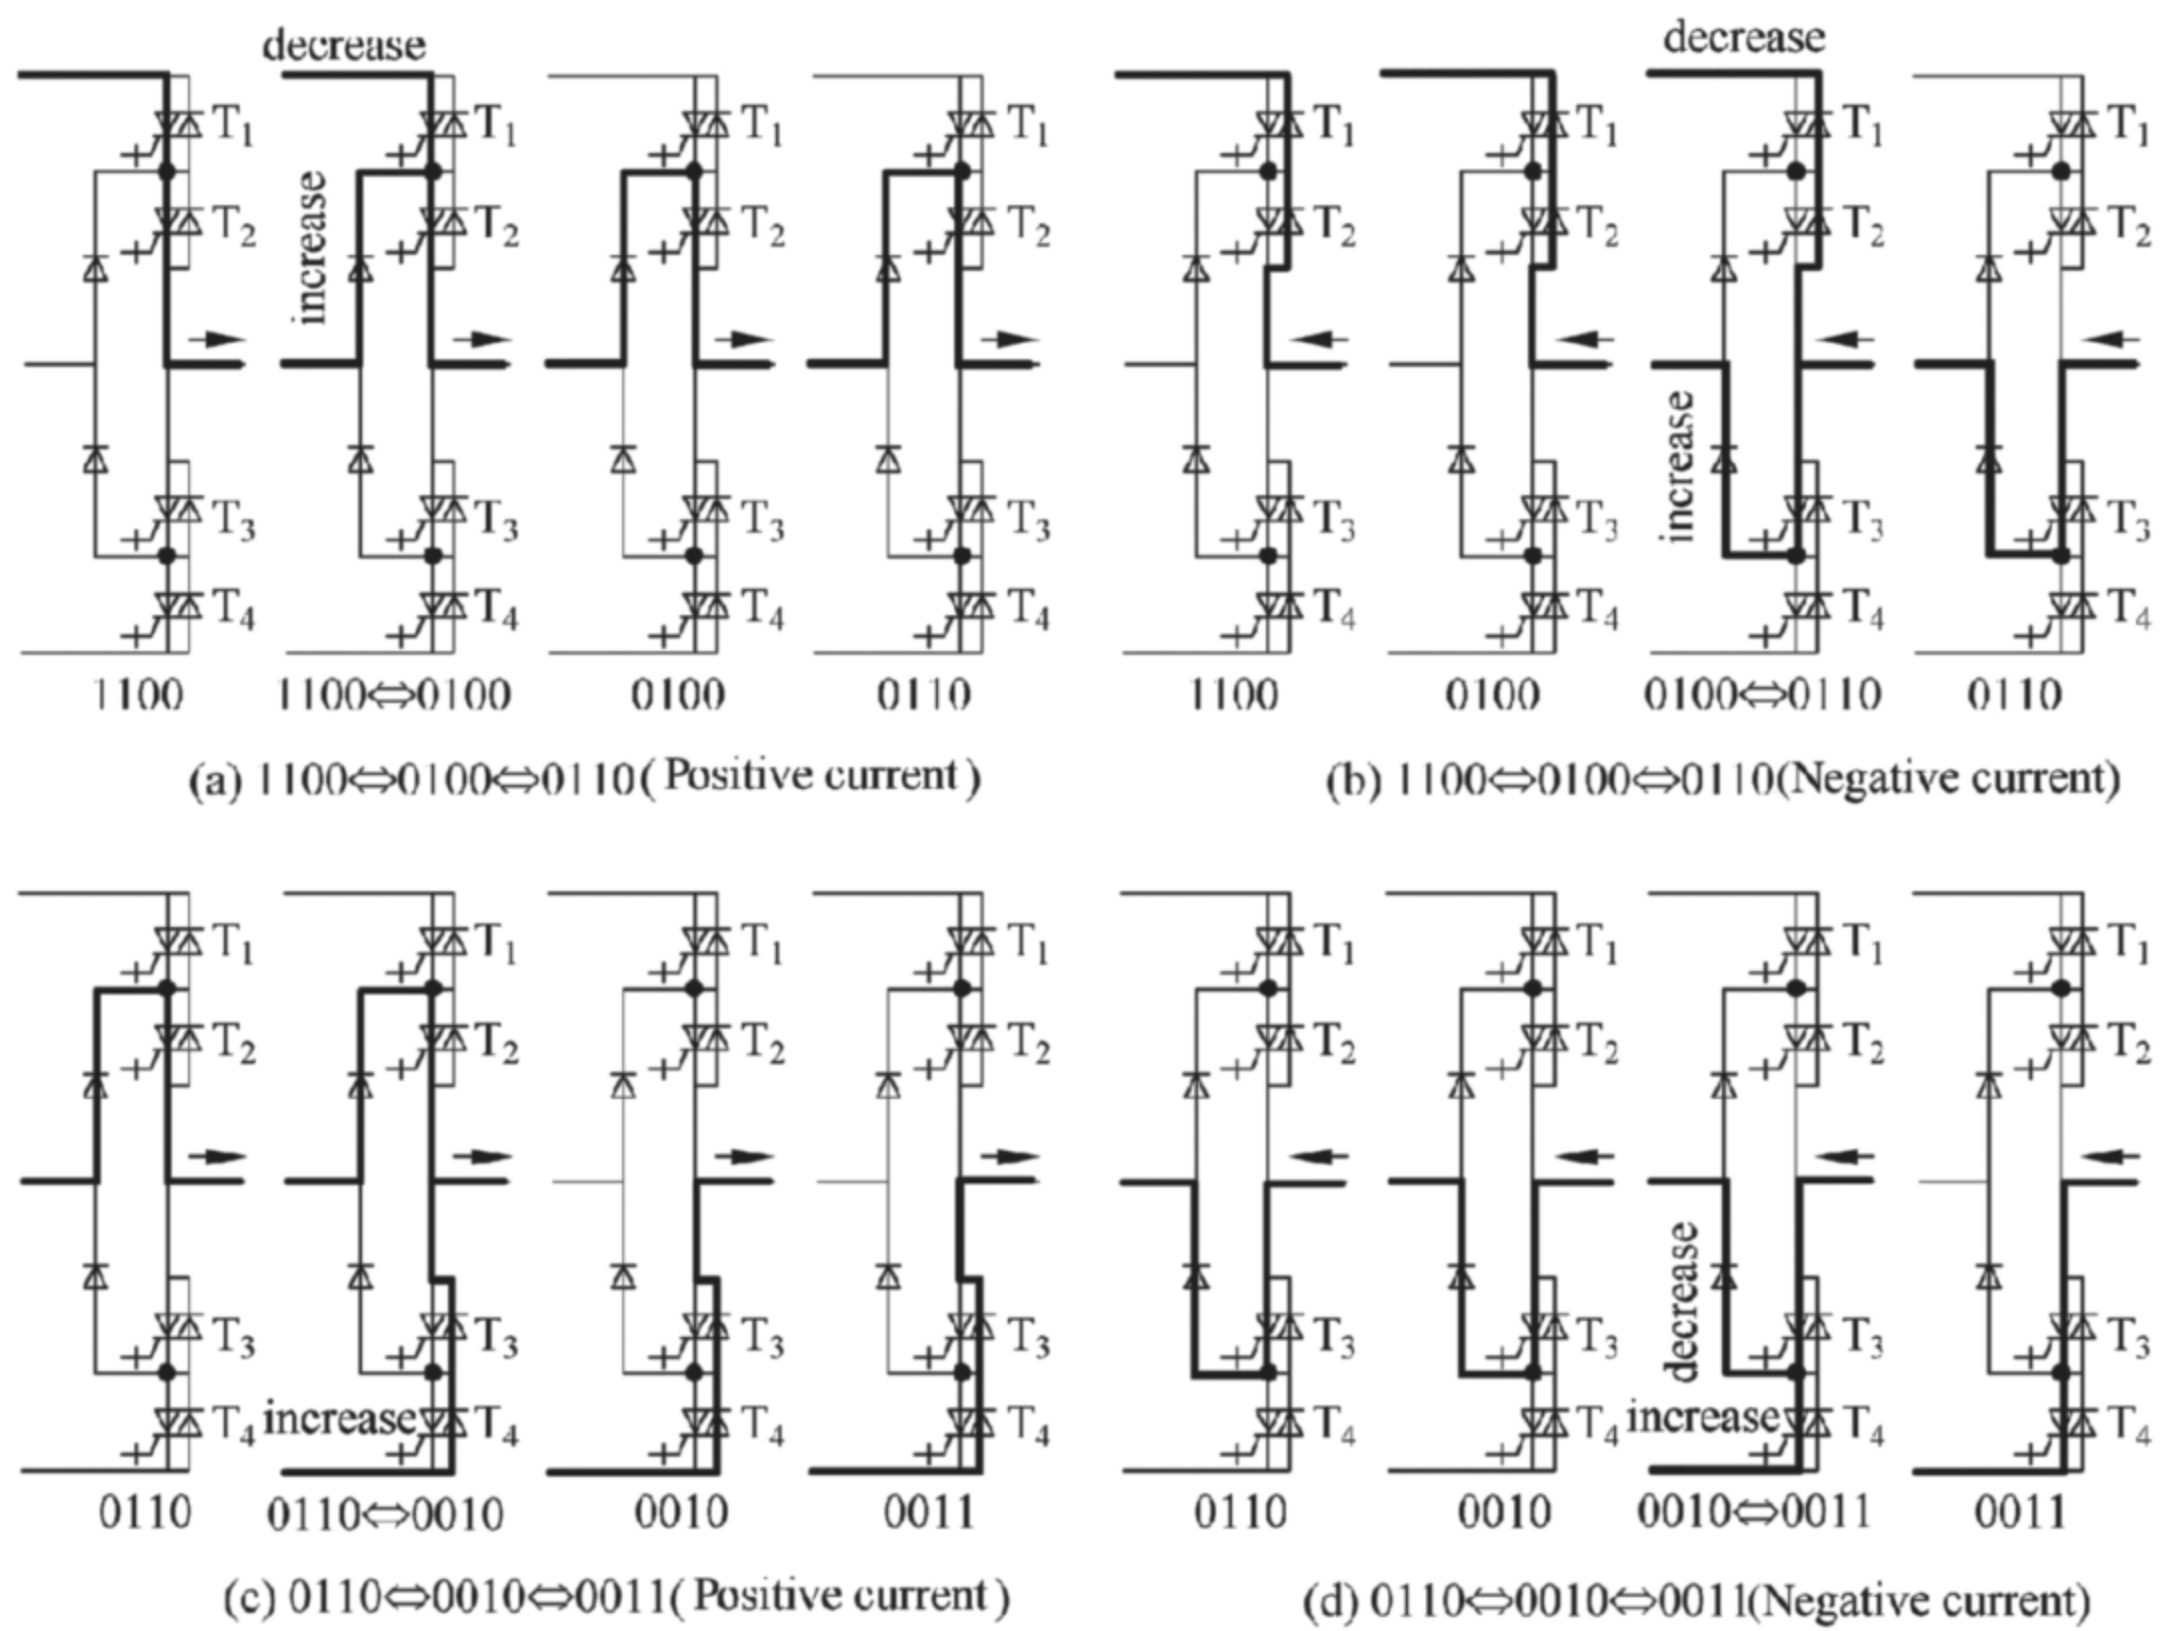 decrease
decrease
T1 T1 T1 T1 T1 T1 T1 T1
increase
T2 T2 T2 T2 T2 T2 T2 T2
increase
T3 T3 T3 T3 T3 T3 T3 T3
T4 T4 T4 T4 T4 T4 T4 T4
1100 1100⇔0100 0100 0110 1100 0100 0100⇔0110 0110
(a) 1100⇔0100⇔0110( Positive current )
(b) 1100⇔0100⇔0110(Negative current)
T1 T1 T1 T1 T1 T1 T1 T1
T2 T2 T2 T2 T2 T2 T2 T2
decrease
T3 T3 T3 T3 T3 T3 T3 T3
increase
increase
T4 T4 T4 T4 T4 T4 T4 T4
0110 0110⇔0010 0010 0011 0110 0010 0010⇔0011 0011
(c) 0110⇔0010⇔0011( Positive current )
(d) 0110⇔0010⇔0011(Negative current)